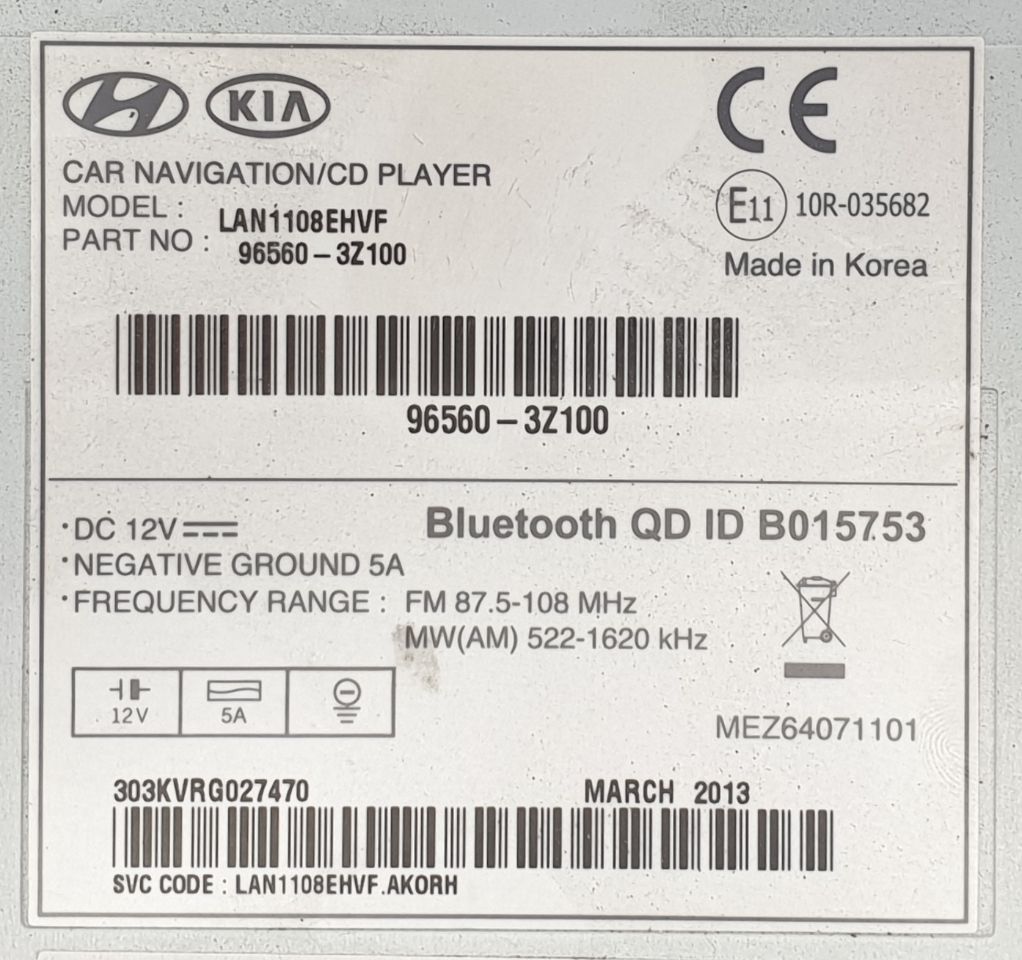 KIA
CE
CAR NAVIGATION/CD PLAYER
MODEL : LAN1108EHVF
PART NO : 96560-3Z100
E11 10R-035682
Made in Korea
96560-3Z100
·DC 12V
·NEGATIVE GROUND 5A
·FREQUENCY RANGE : FM 87.5-108 MHz
MW(AM) 522-1620 kHz
Bluetooth QD ID B015753
12V
5A
MEZ64071101
303KVRG027470 MARCH 2013
SVC CODE : LAN1108EHVF.AKORH